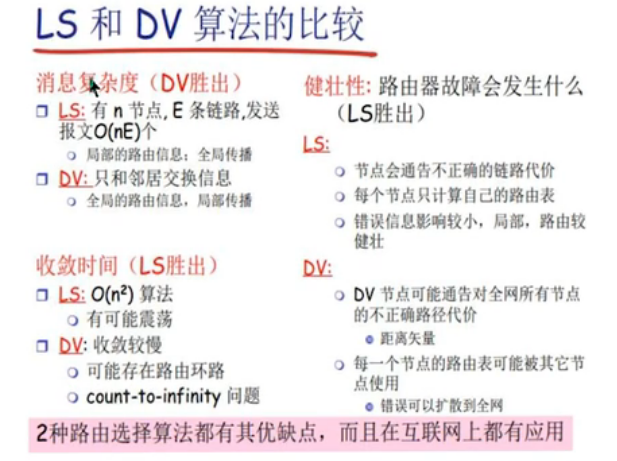 LS 和 DV 算法的比较
消息复杂度（DV胜出）
LS: 有 n 节点, E 条链路,发送
报文O(nE)个
局部的路由信息；全局传播
DV: 只和邻居交换信息
全局的路由信息，局部传播
收敛时间（LS胜出）
LS: O(n²) 算法
有可能震荡
DV: 收敛较慢
可能存在路由环路
count-to-infinity 问题
健壮性: 路由器故障会发生什么
（LS胜出）
LS:
节点会通告不正确的链路代价
每个节点只计算自己的路由表
错误信息影响较小，局部，路由较
健壮
DV:
DV 节点可能通告对全网所有节点
的不正确路径代价
距离矢量
每一个节点的路由表可能被其它节
点使用
错误可以扩散到全网
2种路由选择算法都有其优缺点，而且在互联网上都有应用